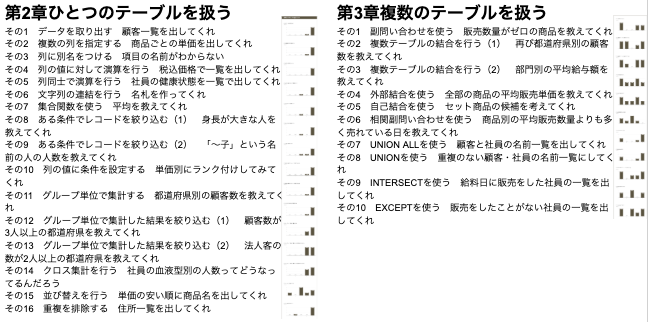 第2章ひとつのテーブルを扱う
その1　データを取り出す　顧客一覧を出してくれ
その2　複数の列を指定する　商品ごとの単価を出してくれ
その3　列に別名をつける　項目の名前がわからない
その4　列の値に対して演算を行う　税込価格で一覧を出してくれ
その5　列同士で演算を行う　社員の健康状態を一覧で出してくれ
その6　文字列の連結を行う　名札を作ってくれ
その7　集合関数を使う　平均を教えてくれ
その8　ある条件でレコードを絞り込む（1）　身長が大きな人を
教えてくれ
その9　ある条件でレコードを絞り込む（2）　「〜子」という名
前の人の人数を教えてくれ
その10　列の値に条件を設定する　単価別にランク付けしてみて
くれ
その11　グループ単位で集計する　都道府県別の顧客数を教えてく
れ
その12　グループ単位で集計した結果を絞り込む（1）　顧客数が
3人以上の都道府県を教えてくれ
その13　グループ単位で集計した結果を絞り込む（2）　法人客の
数が2人以上の都道府県を教えてくれ
その14　クロス集計を行う　社員の血液型別の人数ってどうなっ
てるんだろう
その15　並び替えを行う　単価の安い順に商品名を出してくれ
その16　重複を排除する　住所一覧を出してくれ
第3章複数のテーブルを扱う
その1　副問い合わせを使う　販売数量がゼロの商品を教えてくれ
その2　複数テーブルの結合を行う（1）　再び都道府県別の顧客
数を教えてくれ
その3　複数テーブルの結合を行う（2）　部門別の平均給与額を
教えてくれ
その4　外部結合を使う　全部の商品の平均販売単価を教えてくれ
その5　自己結合を使う　セット商品の候補を考えてくれ
その6　相関副問い合わせを使う　商品別の平均販売数量よりも多
く売れている日を教えてくれ
その7　UNION ALLを使う　顧客と社員の名前一覧を出してくれ
その8　UNIONを使う　重複のない顧客・社員の名前一覧にしてく
れ
その9　INTERSECTを使う　給料日に販売をした社員の一覧を出
してくれ
その10　EXCEPTを使う　販売をしたことがない社員の一覧を出
してくれ